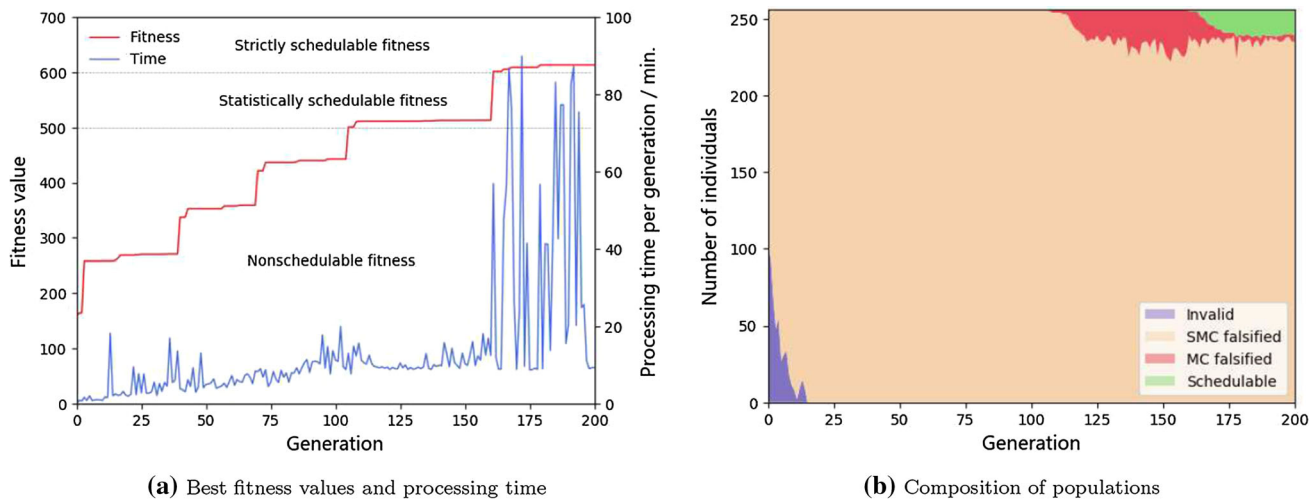 700
600
500
400
300
200
100
0
Fitness value
Fitness
Time
Strictly schedulable fitness
Statistically schedulable fitness
Nonschedulable fitness
100
80
60
40
20
0
Processing time per generation / min.
0 25 50 75 100 125 150 175 200
Generation
(a) Best fitness values and processing time
250
200
150
100
50
0
Number of individuals
Invalid
SMC falsified
MC falsified
Schedulable
0 25 50 75 100 125 150 175 200
Generation
(b) Composition of populations